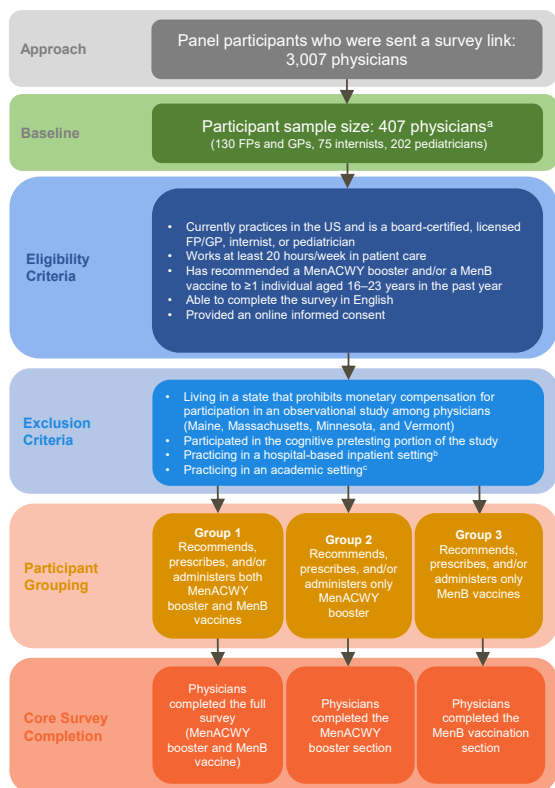 Approach
Panel participants who were sent a survey link:
3,007 physicians
Baseline
Participant sample size: 407 physiciansᵃ
(130 FPs and GPs, 75 internists, 202 pediatricians)
Eligibility
Criteria
• Currently practices in the US and is a board-certified, licensed
FP/GP, internist, or pediatrician
• Works at least 20 hours/week in patient care
• Has recommended a MenACWY booster and/or a MenB
vaccine to ≥1 individual aged 16–23 years in the past year
• Able to complete the survey in English
• Provided an online informed consent
Exclusion
Criteria
• Living in a state that prohibits monetary compensation for
participation in an observational study among physicians
(Maine, Massachusetts, Minnesota, and Vermont)
• Participated in the cognitive pretesting portion of the study
• Practicing in a hospital-based inpatient settingᵇ
• Practicing in an academic settingᶜ
Participant
Grouping
Group 1
Recommends,
prescribes, and/or
administers both
MenACWY
booster and MenB
vaccines
Group 2
Recommends,
prescribes, and/or
administers only
MenACWY
booster
Group 3
Recommends,
prescribes, and/or
administers only
MenB vaccines
Core Survey
Completion
Physicians
completed the full
survey
(MenACWY
booster and MenB
vaccine)
Physicians
completed the
MenACWY
booster section
Physicians
completed the
MenB vaccination
section